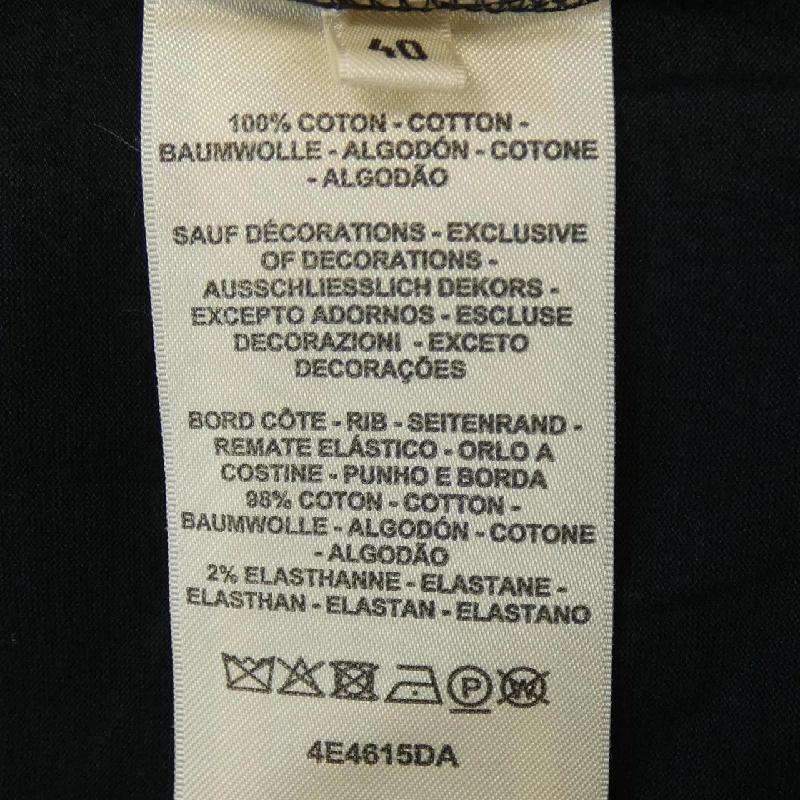 40
100% COTON - COTTON -
BAUMWOLLE - ALGODÓN - COTONE
- ALGODÃO
SAUF DÉCORATIONS - EXCLUSIVE
OF DECORATIONS -
AUSSCHLIESSLICH DEKORS -
EXCEPTO ADORNOS - ESCLUSE
DECORAZIONI - EXCETO
DECORAÇÕES
BORD CÔTE - RIB - SEITENRAND -
REMATE ELÁSTICO - ORLO A
COSTINE - PUNHO E BORDA
98% COTON - COTTON -
BAUMWOLLE - ALGODÓN - COTONE
- ALGODÃO
2% ELASTHANNE - ELASTANE -
ELASTHAN - ELASTAN - ELASTANO
P W
4E4615DA